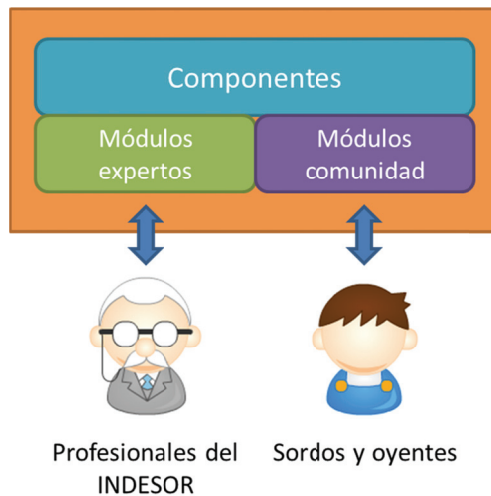 Componentes
Módulos
expertos
Módulos
comunidad
Profesionales del
INDESOR
Sordos y oyentes